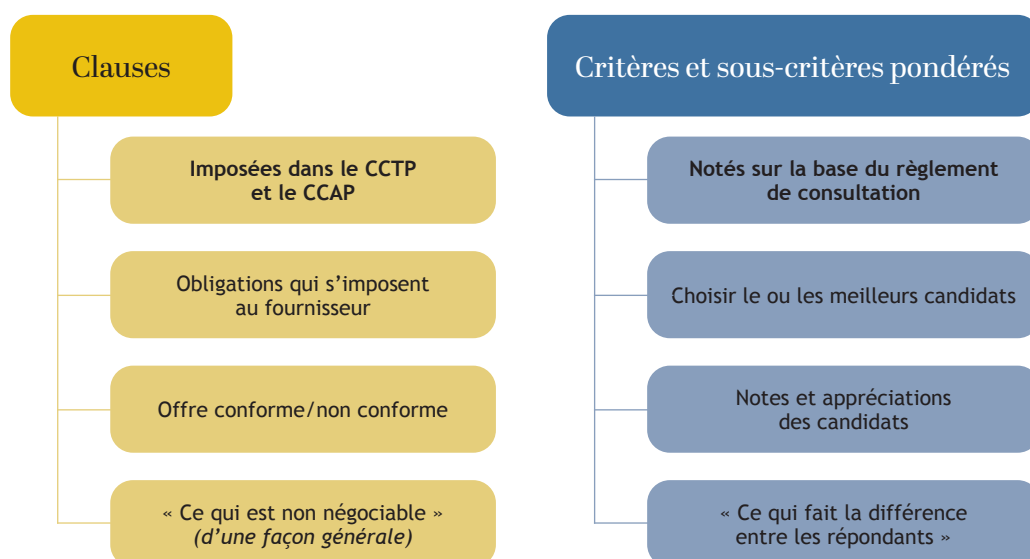 Clauses
Imposées dans le CCTP
et le CCAP
Obligations qui s’imposent
au fournisseur
Offre conforme/non conforme
« Ce qui est non négociable »
(d’une façon générale)
Critères et sous-critères pondérés
Notés sur la base du règlement
de consultation
Choisir le ou les meilleurs candidats
Notes et appréciations
des candidats
« Ce qui fait la différence
entre les répondants »